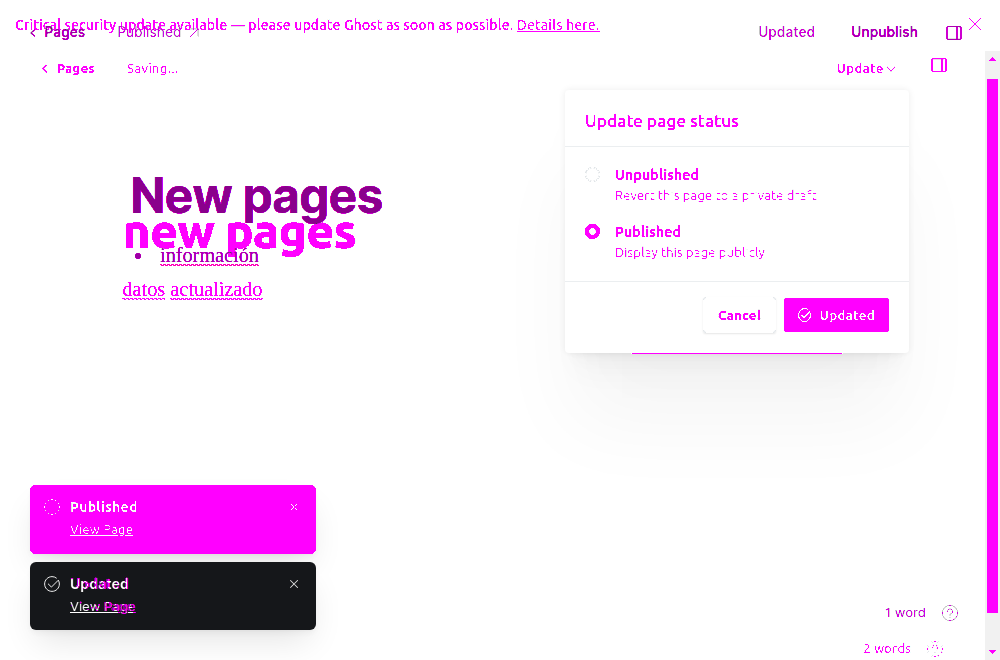 Critical security update available — please update Ghost as soon as possible. Details here.
Pages Published Updated Unpublish
Pages Saving... Update
Update page status
Unpublished
Revert this page to a private draft
Published
Display this page publicly
Cancel Updated
New pages
new pages
información
datos actualizado
Published
View Page
Updated
View Page
1 word
2 words